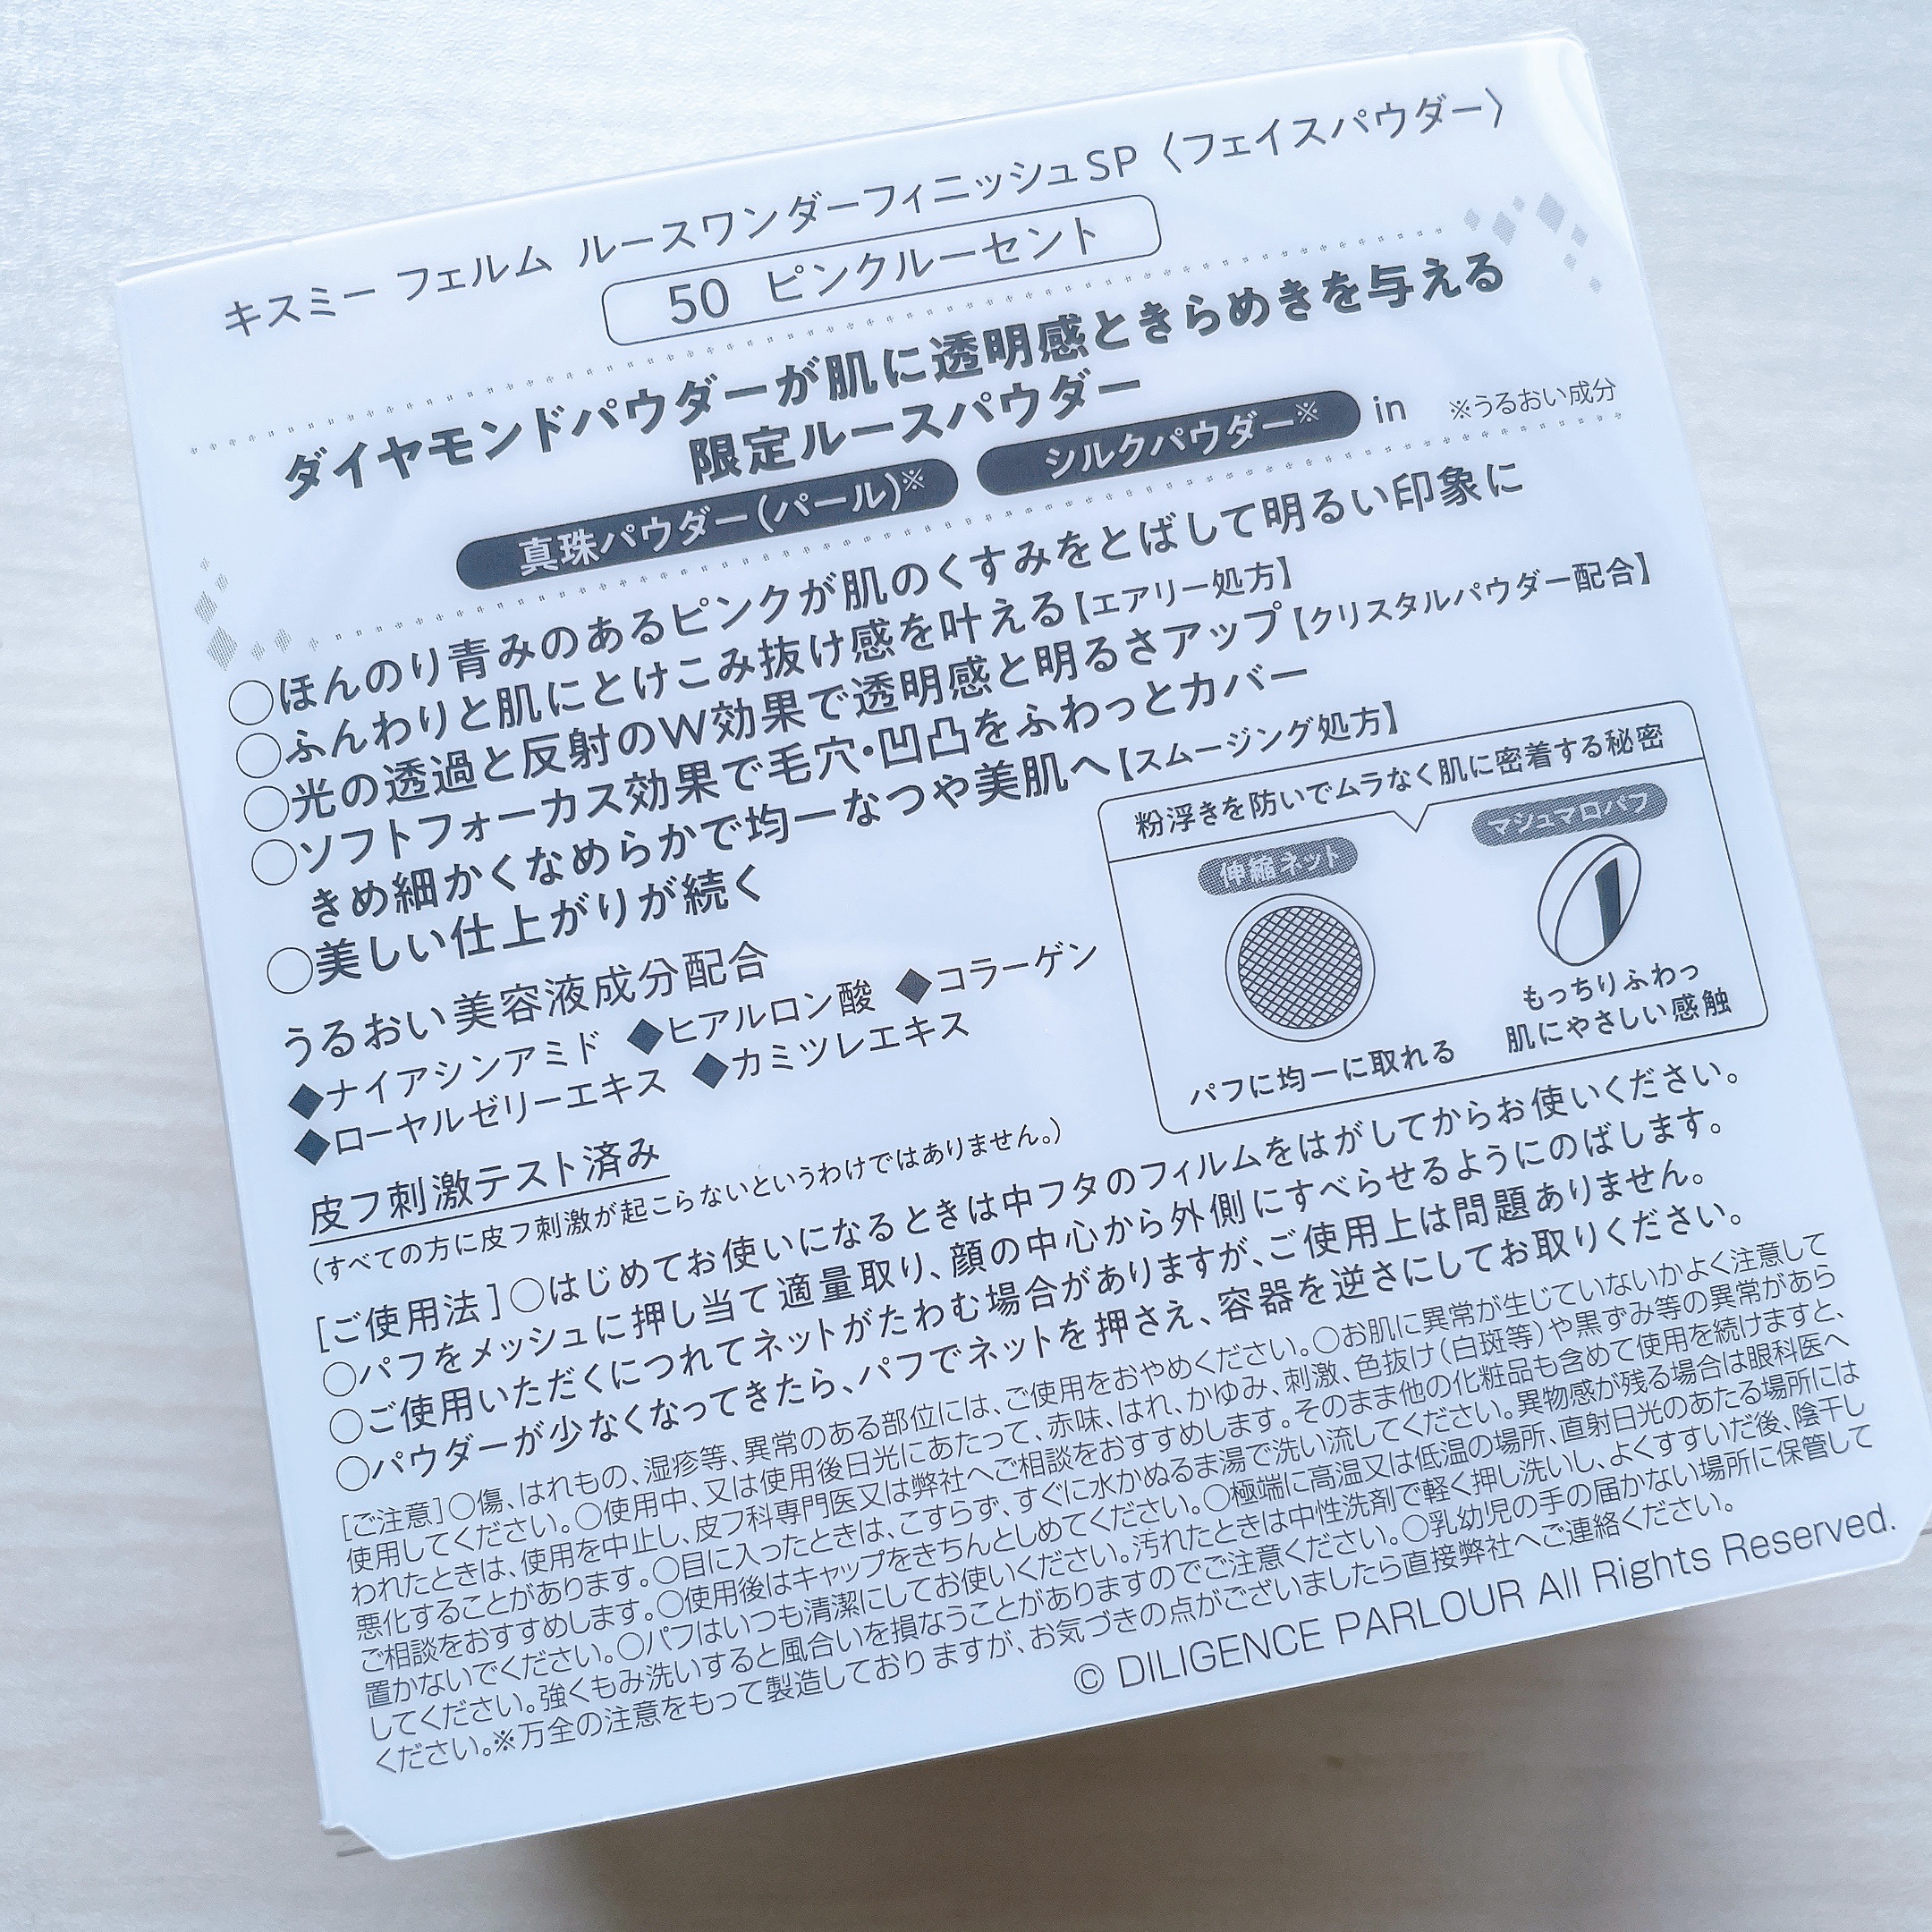 キスミー フェルム ルースワンダーフィニッシュSP〈フェイスパウダー〉
50 ピンクルーセント
ダイヤモンドパウダーが肌に透明感ときらめきを与える
限定ルースパウダー
真珠パウダー(パール)※ シルクパウダー※ in ※うるおい成分
○ほんのり青みのあるピンクが肌のくすみをとばして明るい印象に
○ふんわりと肌にとけこみ抜け感を叶える【エアリー処方】
○光の透過と反射のW効果で透明感と明るさアップ【クリスタルパウダー配合】
○ソフトフォーカス効果で毛穴・凹凸をふわっとカバー
きめ細かくなめらかで均一なつや美肌へ【スムージング処方】
○美しい仕上がりが続く
うるおい美容液成分配合
◆ナイアシンアミド ◆ヒアルロン酸 ◆コラーゲン
◆ローヤルゼリーエキス ◆カミツレエキス
粉浮きを防いでムラなく肌に密着する秘密
伸縮ネット
パフに均一に取れる
マシュマロパフ
もっちりふわっ
肌にやさしい感触
皮フ刺激テスト済み
(すべての方に皮フ刺激が起こらないというわけではありません。)
[ご使用法]○はじめてお使いになるときは中フタのフィルムをはがしてからお使いください。
○パフをメッシュに押し当て適量取り、顔の中心から外側にすべらせるようにのばします。
○ご使用いただくにつれてネットがたわむ場合がありますが、ご使用上は問題ありません。
○パウダーが少なくなってきたら、パフでネットを押さえ、容器を逆さにしてお取りください。
[ご注意]○傷、はれもの、湿疹等、異常のある部位には、ご使用をおやめください。○お肌に異常が生じていないかよく注意して
使用してください。○使用中、又は使用後日光にあたって、赤味、はれ、かゆみ、刺激、色抜け(白斑等)や黒ずみ等の異常があら
われたときは、使用を中止し、皮フ科専門医又は弊社へご相談をおすすめします。そのまま他の化粧品も含めて使用を続けますと、
悪化することがあります。○目に入ったときは、こすらず、すぐに水かぬるま湯で洗い流してください。異物感が残る場合は眼科医へ
ご相談をおすすめします。○使用後はキャップをきちんとしめてください。○極端に高温又は低温の場所、直射日光のあたる場所には
置かないでください。○パフはいつも清潔にしてお使いください。汚れたときは中性洗剤で軽く押し洗いし、よくすすいだ後、陰干し
してください。強くもみ洗いすると風合いを損なうことがありますのでご注意ください。○乳幼児の手の届かない場所に保管して
ください。※万全の注意をもって製造しておりますが、お気づきの点がございましたら直接弊社へご連絡ください。
© DILIGENCE PARLOUR All Rights Reserved.